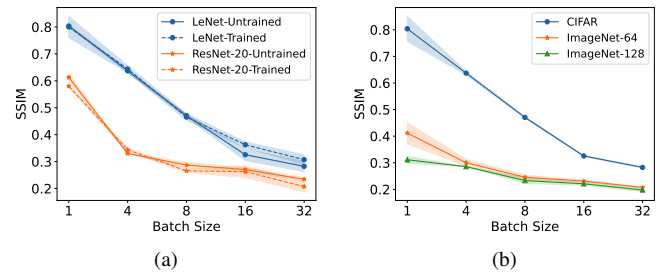 0.8
0.7
0.6
0.5
0.4
0.3
0.2
SSIM
1
4
8
16
32
Batch Size
LeNet-Untrained
LeNet-Trained
ResNet-20-Untrained
ResNet-20-Trained
(a)
0.8
0.7
0.6
0.5
0.4
0.3
0.2
SSIM
1
4
8
16
32
Batch Size
CIFAR
ImageNet-64
ImageNet-128
(b)